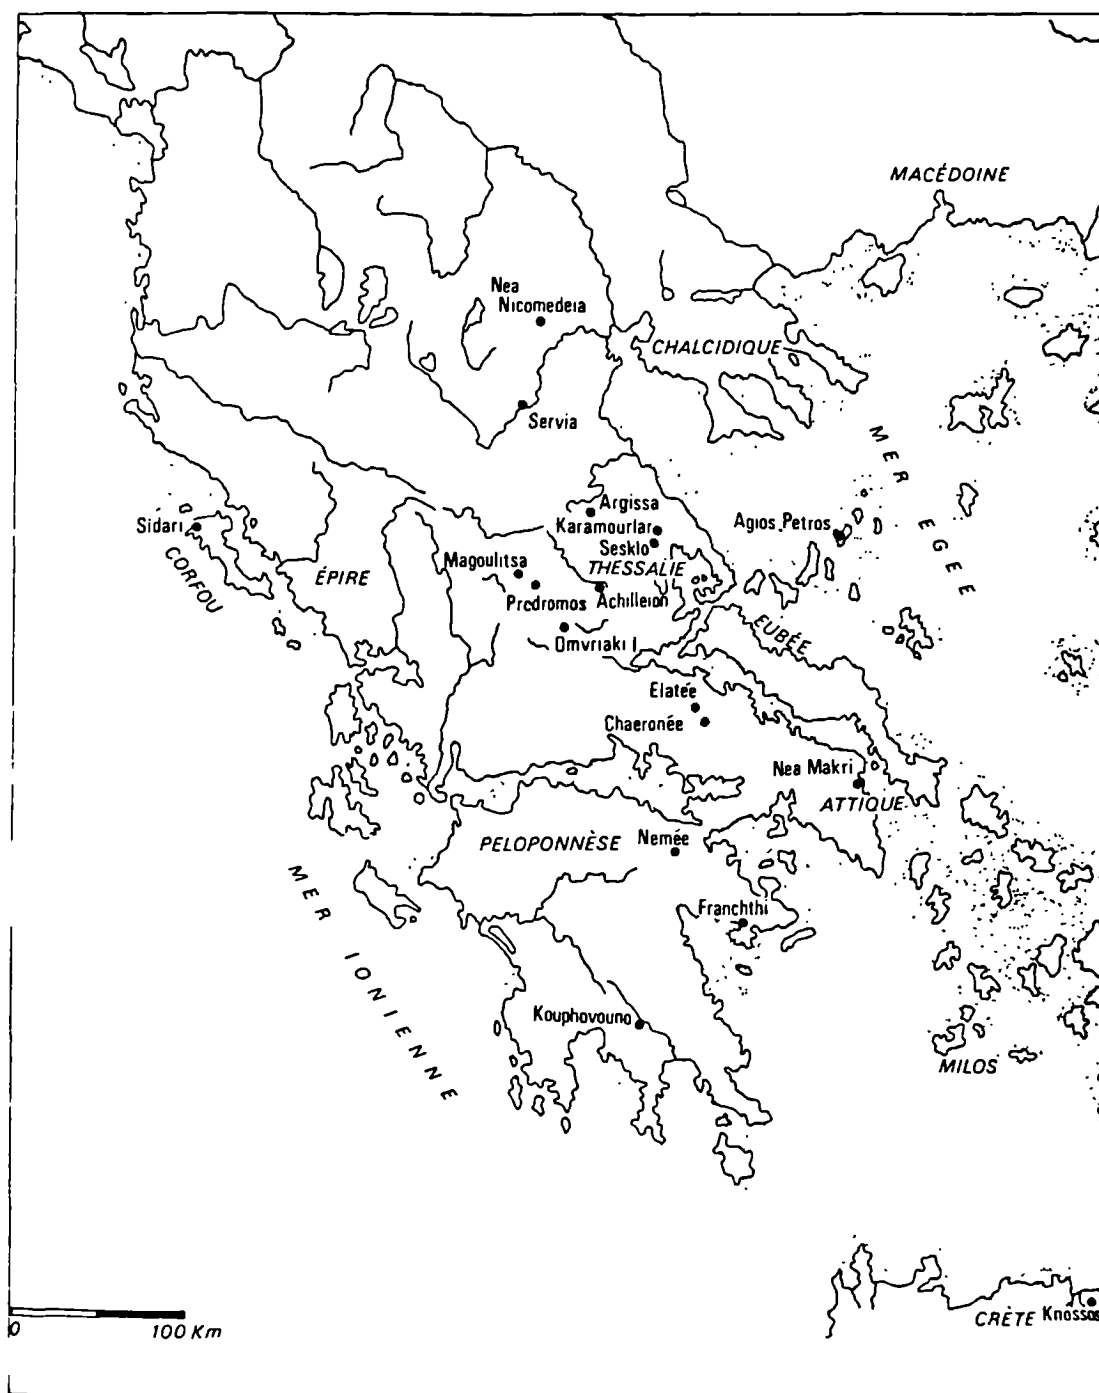 MACÉDOINE
Nea
Nicomedeia
CHALCIDIQUE
Servia
MER EGEE
Argissa
Karamourlar
Sesklo
THESSALIE
Agios Petros
Sidari
CORFOU
ÉPIRE
Magoulitsa
Prodromos
Achilleion
Omvriaki I
EUBÉE
Elatée
Chaeronée
Nea Makri
ATTIQUE
PELOPONNÈSE
Nemée
MER IONIENNE
Franchthi
Kouphovouno
MILOS
CRÈTE
Knossos
0 100 Km